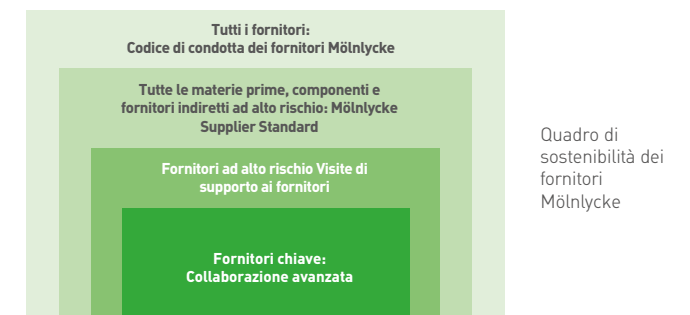 Tutti i fornitori:
Codice di condotta dei fornitori Mölnlycke
Tutte le materie prime, componenti e
fornitori indiretti ad alto rischio: Mölnlycke
Supplier Standard
Fornitori ad alto rischio Visite di
supporto ai fornitori
Fornitori chiave:
Collaborazione avanzata
Quadro di
sostenibilità dei
fornitori
Mölnlycke